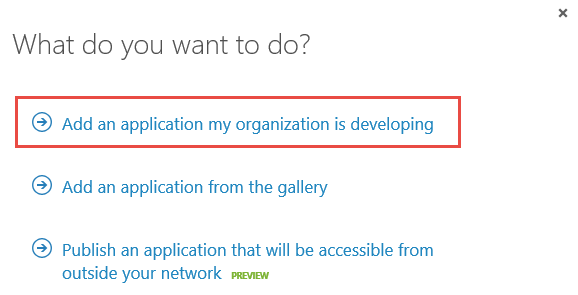 What do you want to do?
Add an application my organization is developing
Add an application from the gallery
Publish an application that will be accessible from
outside your network PREVIEW